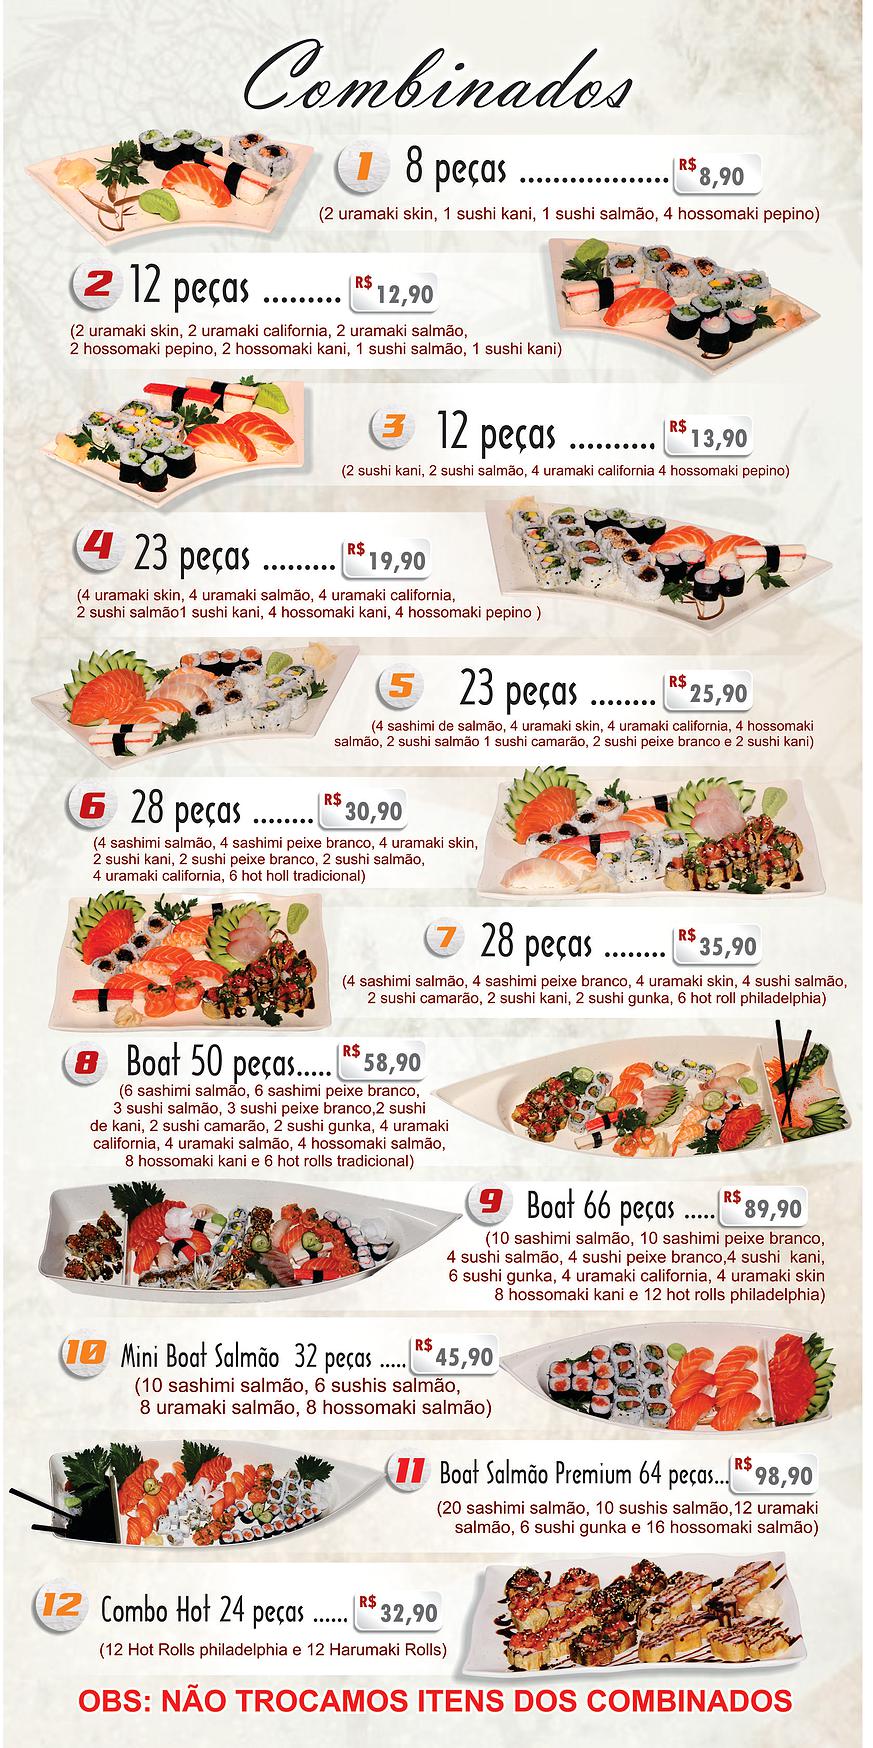 Combinados
1 8 peças ................... R$ 8,90
(2 uramaki skin, 1 sushi kani, 1 sushi salmão, 4 hossomaki pepino)
2 12 peças ......... R$ 12,90
(2 uramaki skin, 2 uramaki california, 2 uramaki salmão,
2 hossomaki pepino, 2 hossomaki kani, 1 sushi salmão, 1 sushi kani)
3 12 peças .......... R$ 13,90
(2 sushi kani, 2 sushi salmão, 4 uramaki california 4 hossomaki pepino)
4 23 peças ......... R$ 19,90
(4 uramaki skin, 4 uramaki salmão, 4 uramaki california,
2 sushi salmão1 sushi kani, 4 hossomaki kani, 4 hossomaki pepino )
5 23 peças ........ R$ 25,90
(4 sashimi de salmão, 4 uramaki skin, 4 uramaki california, 4 hossomaki
salmão, 2 sushi salmão 1 sushi camarão, 2 sushi peixe branco e 2 sushi kani)
6 28 peças ........ R$ 30,90
(4 sashimi salmão, 4 sashimi peixe branco, 4 uramaki skin,
2 sushi kani, 2 sushi peixe branco, 2 sushi salmão,
4 uramaki california, 6 hot holl tradicional)
7 28 peças ........ R$ 35,90
(4 sashimi salmão, 4 sashimi peixe branco, 4 uramaki skin, 4 sushi salmão,
2 sushi camarão, 2 sushi kani, 2 sushi gunka, 6 hot roll philadelphia)
8 Boat 50 peças..... R$ 58,90
(6 sashimi salmão, 6 sashimi peixe branco,
3 sushi salmão, 3 sushi peixe branco,2 sushi
de kani, 2 sushi camarão, 2 sushi gunka, 4 uramaki
california, 4 uramaki salmão, 4 hossomaki salmão,
8 hossomaki kani e 6 hot rolls tradicional)
9 Boat 66 peças ..... R$ 89,90
(10 sashimi salmão, 10 sashimi peixe branco,
4 sushi salmão, 4 sushi peixe branco,4 sushi kani,
6 sushi gunka, 4 uramaki california, 4 uramaki skin
8 hossomaki kani e 12 hot rolls philadelphia)
10 Mini Boat Salmão 32 peças ..... R$ 45,90
(10 sashimi salmão, 6 sushis salmão,
8 uramaki salmão, 8 hossomaki salmão)
11 Boat Salmão Premium 64 peças... R$ 98,90
(20 sashimi salmão, 10 sushis salmão,12 uramaki
salmão, 6 sushi gunka e 16 hossomaki salmão)
12 Combo Hot 24 peças ...... R$ 32,90
(12 Hot Rolls philadelphia e 12 Harumaki Rolls)
OBS: NÃO TROCAMOS ITENS DOS COMBINADOS